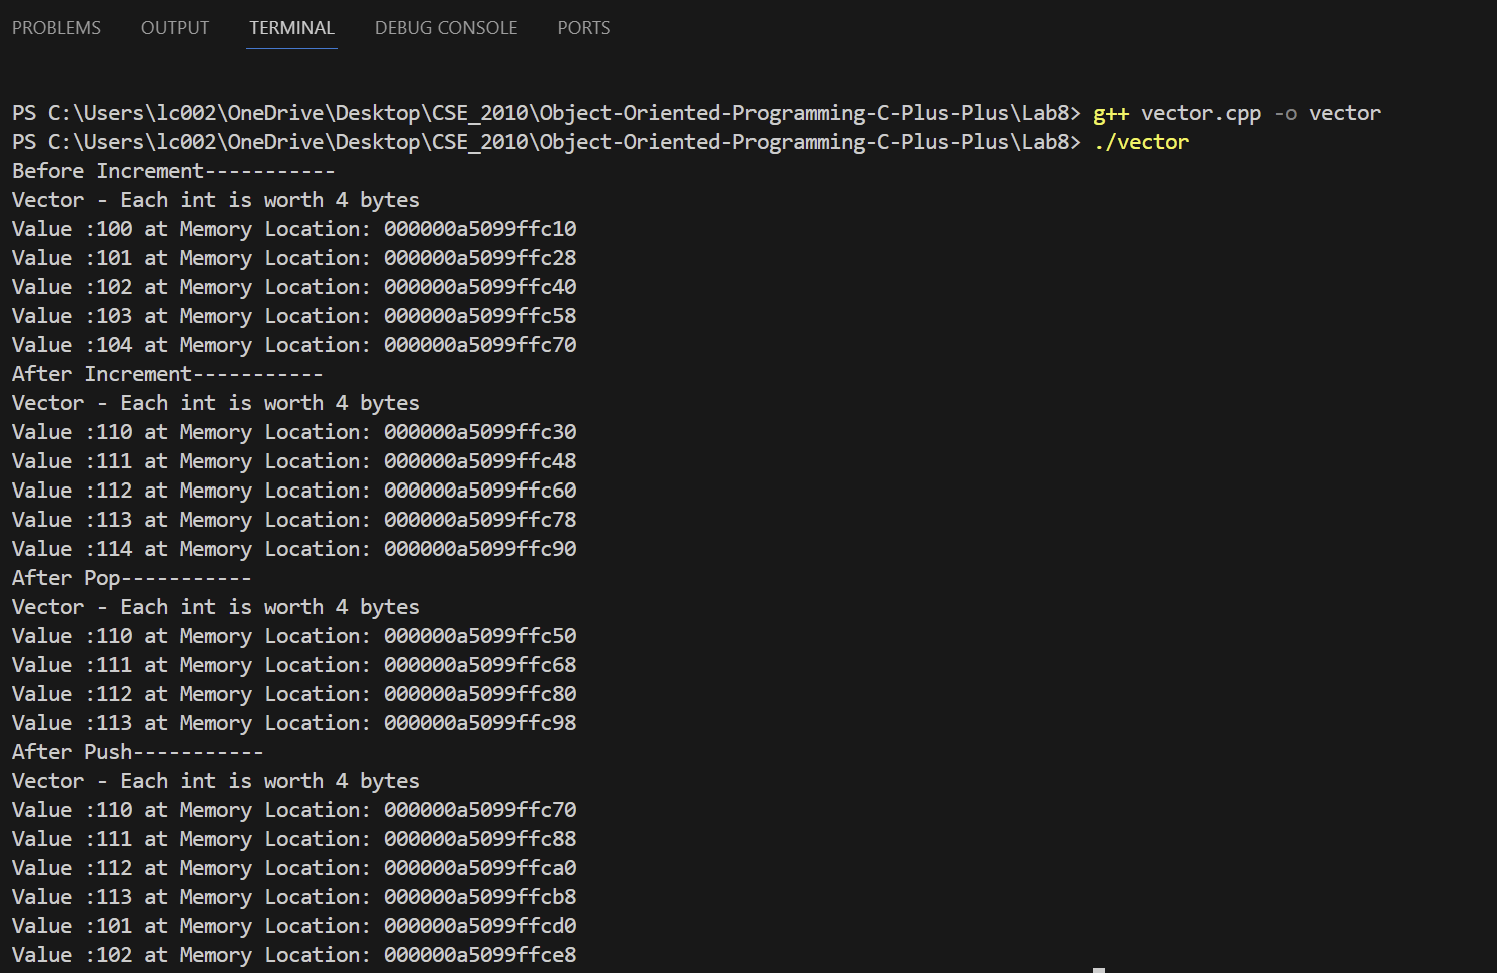 PROBLEMS OUTPUT TERMINAL DEBUG CONSOLE PORTS
PS C:\Users\lc002\OneDrive\Desktop\CSE_2010\Object-Oriented-Programming-C-Plus-Plus\Lab8> g++ vector.cpp -o vector
PS C:\Users\lc002\OneDrive\Desktop\CSE_2010\Object-Oriented-Programming-C-Plus-Plus\Lab8> ./vector
Before Increment-----------
Vector - Each int is worth 4 bytes
Value :100 at Memory Location: 000000a5099ffc10
Value :101 at Memory Location: 000000a5099ffc28
Value :102 at Memory Location: 000000a5099ffc40
Value :103 at Memory Location: 000000a5099ffc58
Value :104 at Memory Location: 000000a5099ffc70
After Increment-----------
Vector - Each int is worth 4 bytes
Value :110 at Memory Location: 000000a5099ffc30
Value :111 at Memory Location: 000000a5099ffc48
Value :112 at Memory Location: 000000a5099ffc60
Value :113 at Memory Location: 000000a5099ffc78
Value :114 at Memory Location: 000000a5099ffc90
After Pop-----------
Vector - Each int is worth 4 bytes
Value :110 at Memory Location: 000000a5099ffc50
Value :111 at Memory Location: 000000a5099ffc68
Value :112 at Memory Location: 000000a5099ffc80
Value :113 at Memory Location: 000000a5099ffc98
After Push-----------
Vector - Each int is worth 4 bytes
Value :110 at Memory Location: 000000a5099ffc70
Value :111 at Memory Location: 000000a5099ffc88
Value :112 at Memory Location: 000000a5099ffca0
Value :113 at Memory Location: 000000a5099ffcb8
Value :101 at Memory Location: 000000a5099ffcd0
Value :102 at Memory Location: 000000a5099ffce8